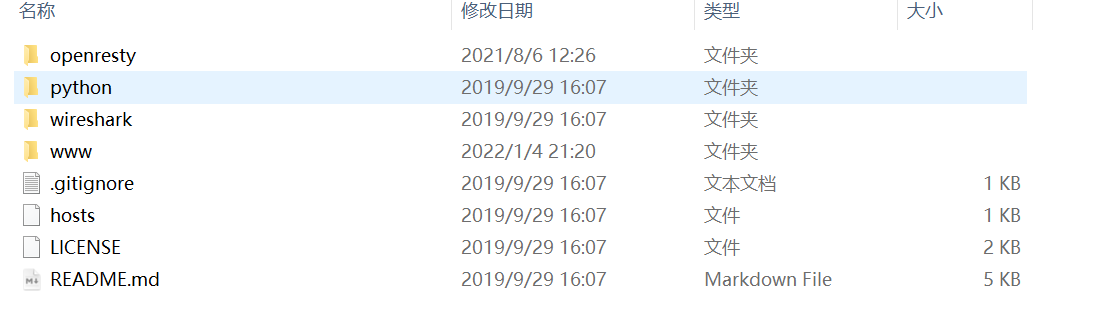 名称 修改日期 类型 大小
openresty 2021/8/6 12:26 文件夹
python 2019/9/29 16:07 文件夹
wireshark 2019/9/29 16:07 文件夹
www 2022/1/4 21:20 文件夹
.gitignore 2019/9/29 16:07 文本文档 1 KB
hosts 2019/9/29 16:07 文件 1 KB
LICENSE 2019/9/29 16:07 文件 2 KB
README.md 2019/9/29 16:07 Markdown File 5 KB